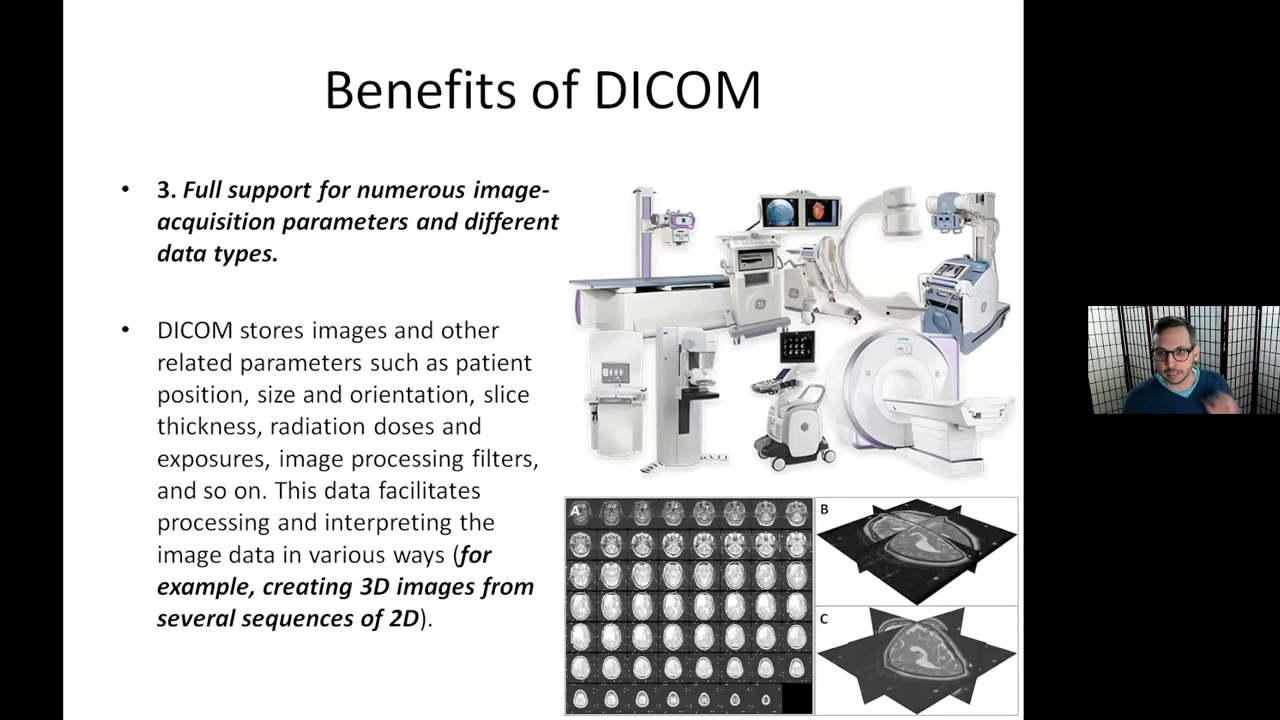 Benefits of DICOM
• 3. Full support for numerous image-
acquisition parameters and different
data types.
• DICOM stores images and other
related parameters such as patient
position, size and orientation, slice
thickness, radiation doses and
exposures, image processing filters,
and so on. This data facilitates
processing and interpreting the
image data in various ways (for
example, creating 3D images from
several sequences of 2D).
A
B
C